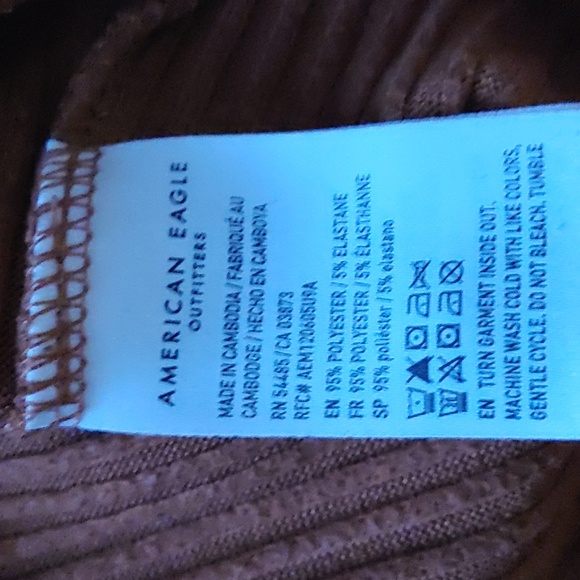 AMERICAN EAGLE
OUTFITTERS
MADE IN CAMBODIA / FABRIQUÉ AU
CAMBODGE / HECHO EN CAMBOYA
RN 54485 / CA 03873
RFC# AEM120685U9A
EN 95% POLYESTER / 5% ELASTANE
FR 95% POLYESTER / 5% ÉLASTHANNE
SP 95% poliéster / 5% elastano
EN TURN GARMENT INSIDE OUT.
MACHINE WASH COLD WITH LIKE COLORS,
GENTLE CYCLE. DO NOT BLEACH. TUMBLE